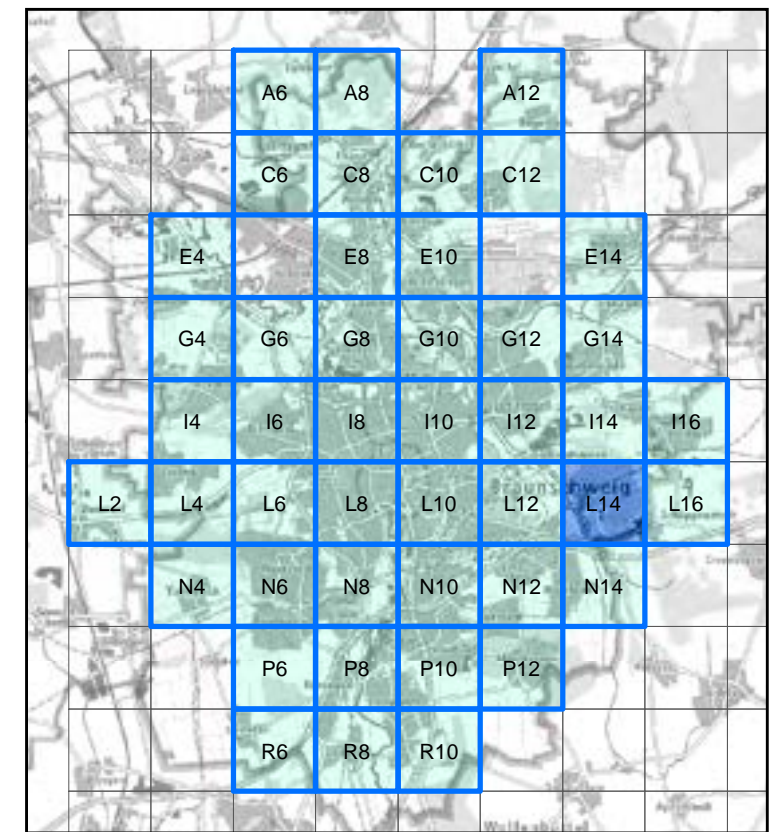 A6 A8 A12
C6 C8 C10 C12
E4 E8 E10 E14
G4 G6 G8 G10 G12 G14
I4 I6 I8 I10 I12 I14 I16
Braunschweig
L2 L4 L6 L8 L10 L12 L14 L16
N4 N6 N8 N10 N12 N14
P6 P8 P10 P12
R6 R8 R10
Wolfenbüttel